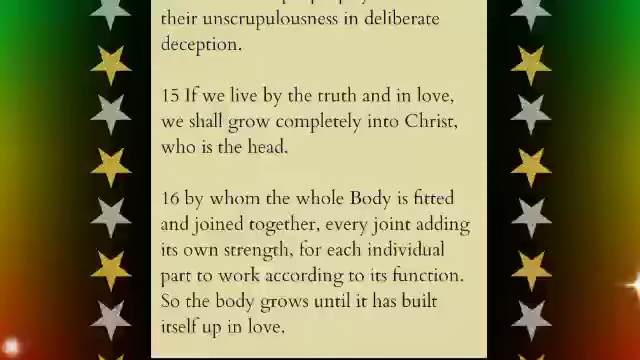 their unscrupulousness in deliberate
deception.
15 If we live by the truth and in love,
we shall grow completely into Christ,
who is the head.
16 by whom the whole Body is fitted
and joined together, every joint adding
its own strength, for each individual
part to work according to its function.
So the body grows until it has built
itself up in love.